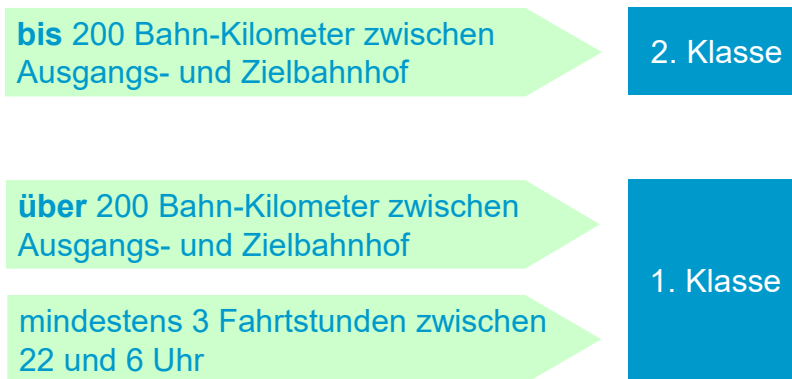 bis 200 Bahn-Kilometer zwischen
Ausgangs- und Zielbahnhof
2. Klasse
über 200 Bahn-Kilometer zwischen
Ausgangs- und Zielbahnhof
1. Klasse
mindestens 3 Fahrtstunden zwischen
22 und 6 Uhr